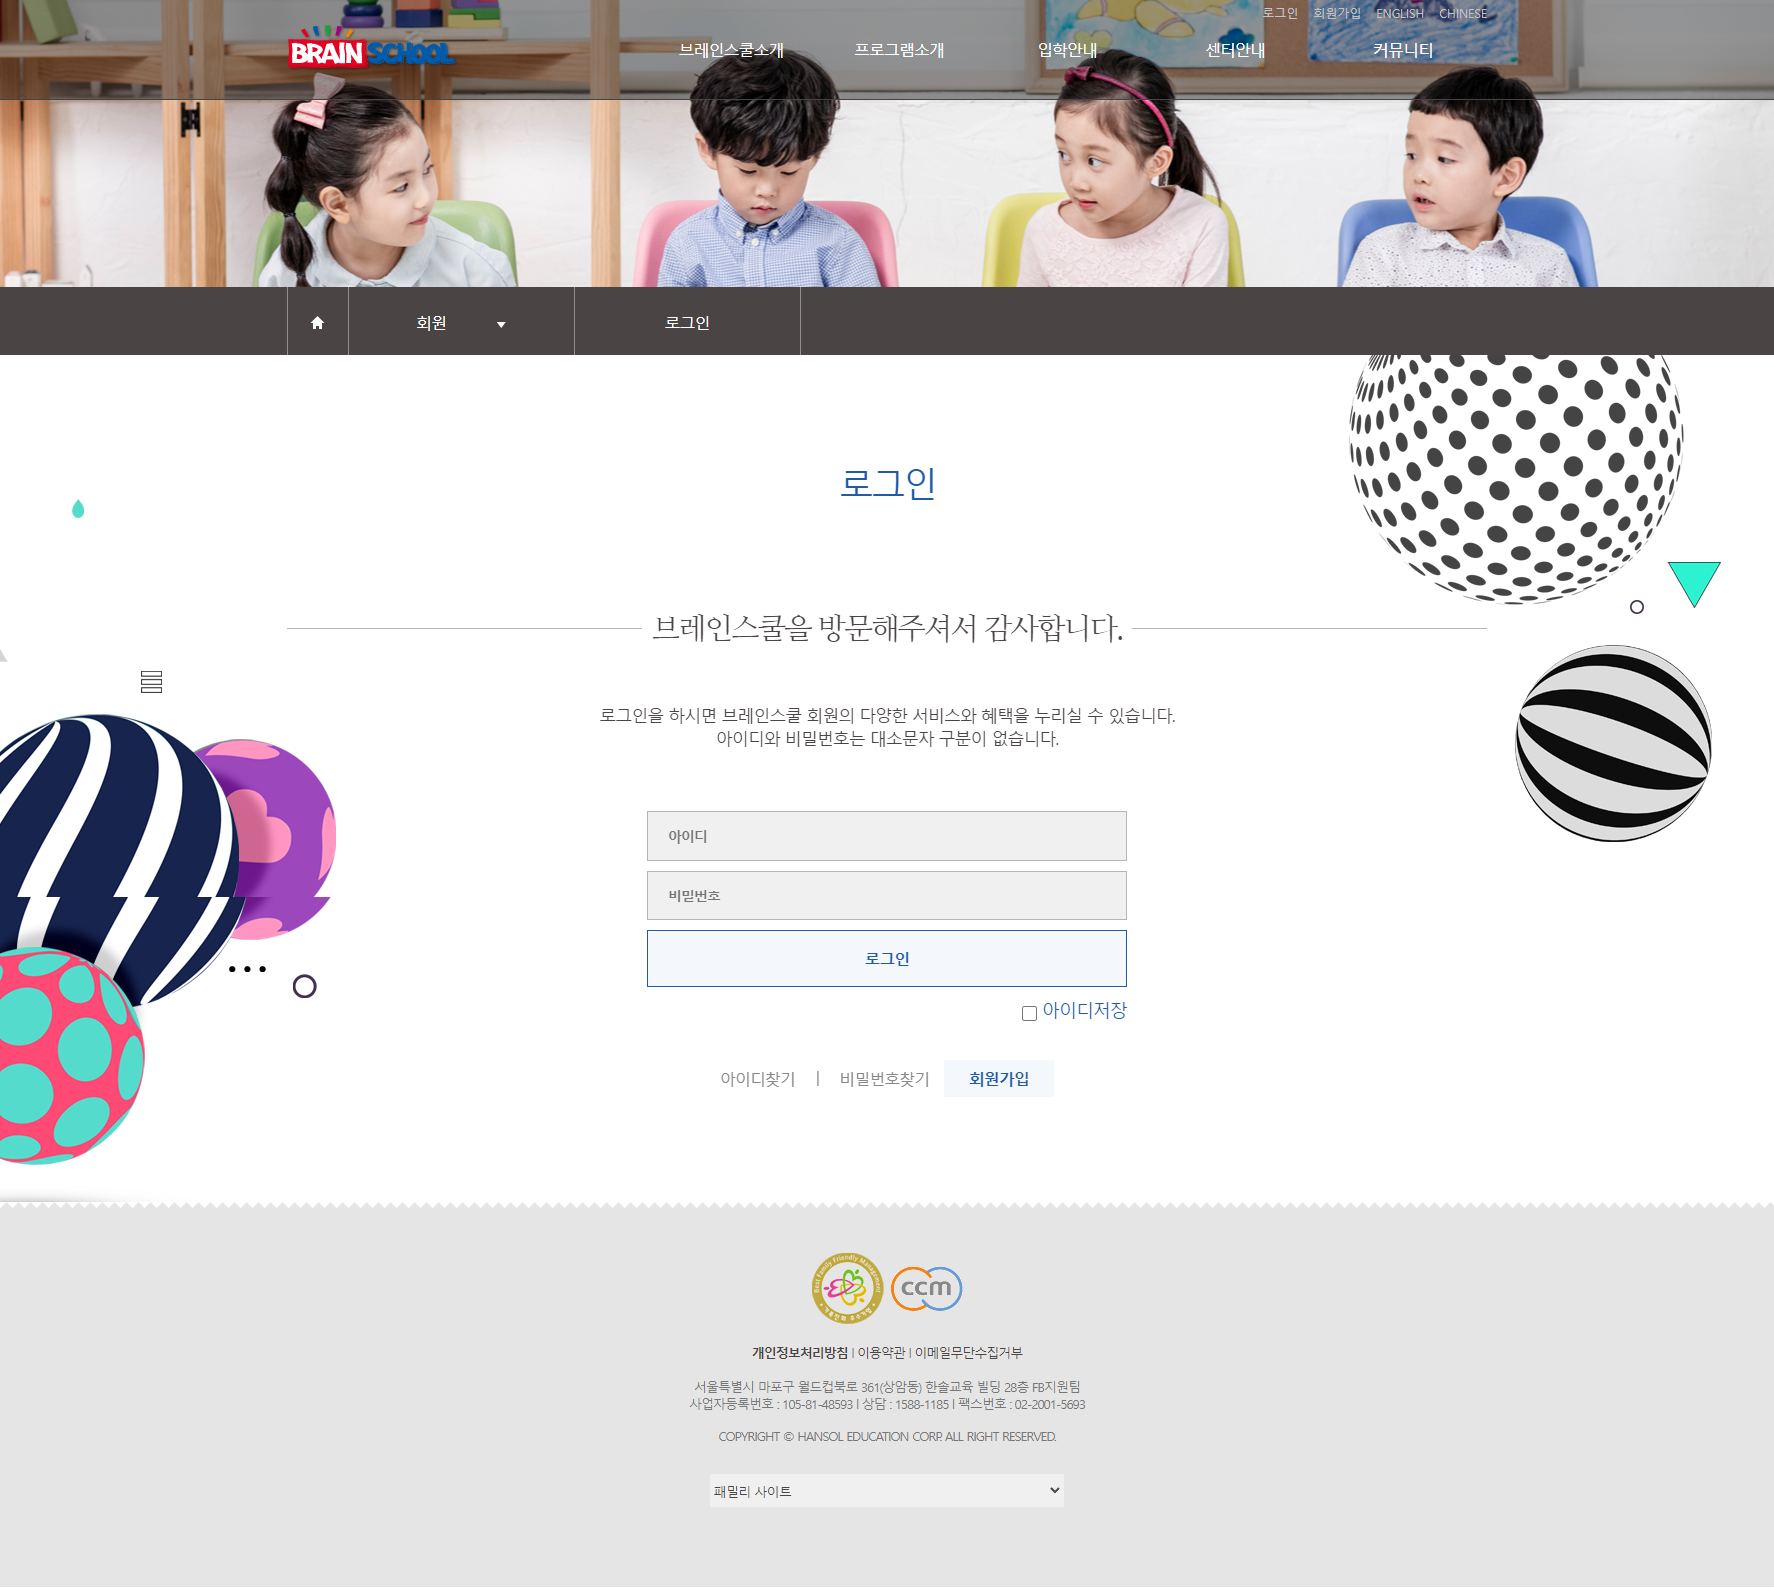 로그인 회원가입 ENGLISH CHINESE
BRAIN SCHOOL
브레인스쿨소개 프로그램소개 입학안내 센터안내 커뮤니티
회원 로그인
로그인
브레인스쿨을 방문해주셔서 감사합니다.
로그인을 하시면 브레인스쿨 회원의 다양한 서비스와 혜택을 누리실 수 있습니다.
아이디와 비밀번호는 대소문자 구분이 없습니다.
아이디
비밀번호
로그인
아이디저장
아이디찾기 | 비밀번호찾기 회원가입
Best Family Friendly Management
ccm
개인정보처리방침 | 이용약관 | 이메일무단수집거부
서울특별시 마포구 월드컵북로 361(상암동) 한솔교육 빌딩 28층 FB지원팀
사업자등록번호 : 105-81-48593 | 상담 : 1588-1185 | 팩스번호 : 02-2001-5693
COPYRIGHT © HANSOL EDUCATION CORP. ALL RIGHT RESERVED.
패밀리 사이트